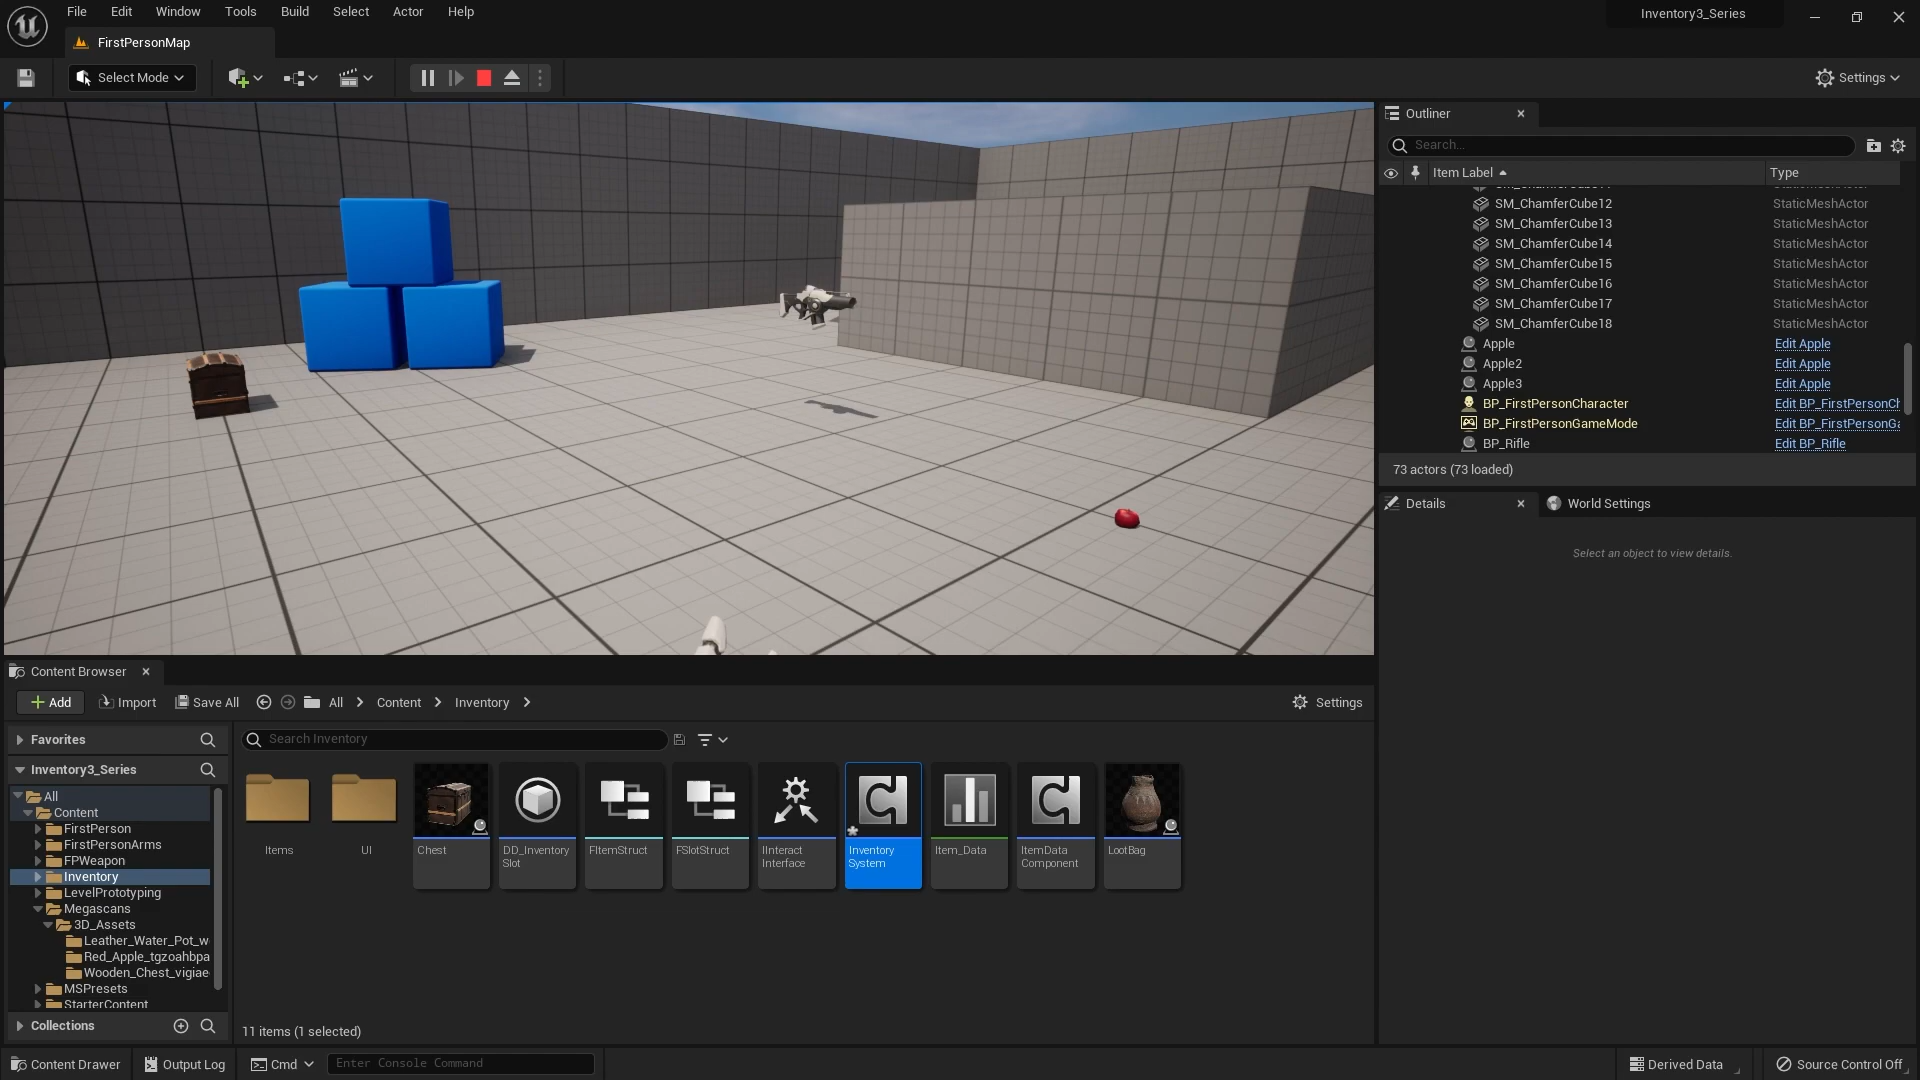 File Edit Window Tools Build Select Actor Help
Inventory3_Series
FirstPersonMap
Select Mode
Settings
Outliner
Search...
Item Label Type
SM_ChamferCube12 StaticMeshActor
SM_ChamferCube13 StaticMeshActor
SM_ChamferCube14 StaticMeshActor
SM_ChamferCube15 StaticMeshActor
SM_ChamferCube16 StaticMeshActor
SM_ChamferCube17 StaticMeshActor
SM_ChamferCube18 StaticMeshActor
Apple Edit Apple
Apple2 Edit Apple
Apple3 Edit Apple
BP_FirstPersonCharacter Edit BP_FirstPersonCh
BP_FirstPersonGameMode Edit BP_FirstPersonGa
BP_Rifle Edit BP_Rifle
73 actors (73 loaded)
Details World Settings
Select an object to view details.
Content Browser
Add Import Save All All Content Inventory Settings
Favorites
Search Inventory
Inventory3_Series
All
Content
FirstPerson
FirstPersonArms
FPWeapon
Inventory
LevelPrototyping
Megascans
3D_Assets
Leather_Water_Pot_w
Red_Apple_tgzoahbpa
Wooden_Chest_vigiae
MSPresets
StarterContent
Collections
Items
UI
Chest
DD_Inventory
Slot
FItemStruct
FSlotStruct
IInteract
Interface
Inventory
System
Item_Data
ItemData
Component
LootBag
11 items (1 selected)
Content Drawer Output Log Cmd Enter Console Command Derived Data Source Control Off